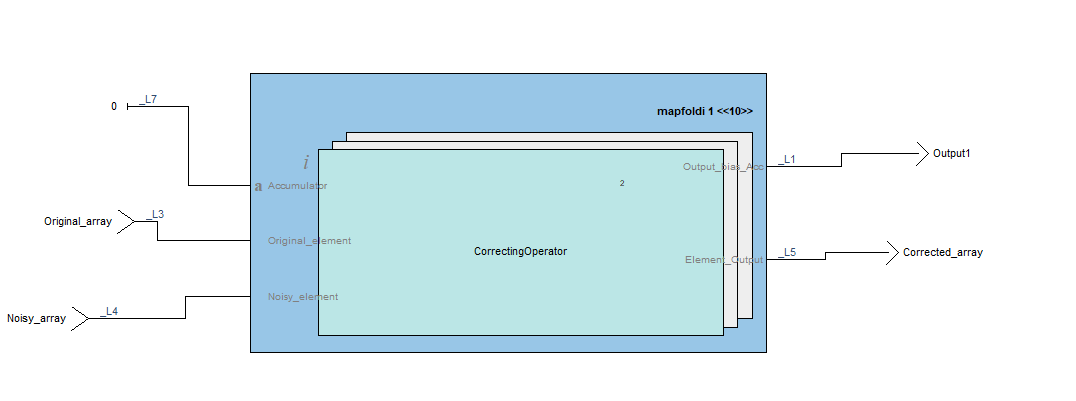 mapfoldi 1 <<10>>
0
_L7
i
a
Accumulator
Original_array
_L3
Original_element
Noisy_array
_L4
Noisy_element
2
CorrectingOperator
Output_bias_Acc
_L1
Output1
Element_Output
_L5
Corrected_array